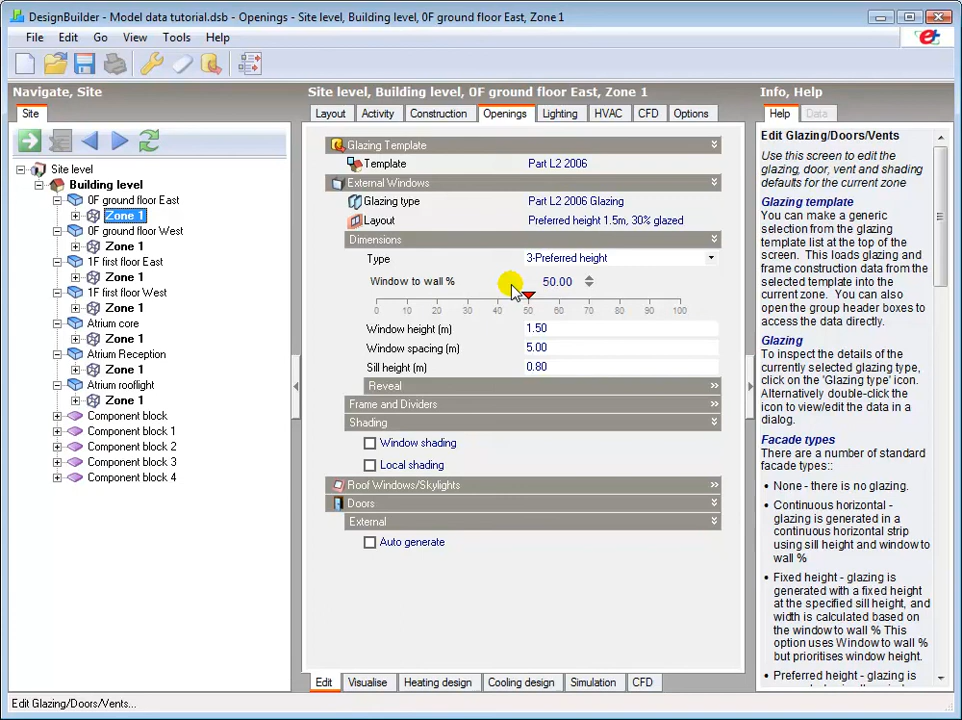 DesignBuilder - Model data tutorial.dsb - Openings - Site level, Building level, 0F ground floor East, Zone 1
File Edit Go View Tools Help
Navigate, Site
Site
Site level
Building level
0F ground floor East
Zone 1
0F ground floor West
Zone 1
1F first floor East
Zone 1
1F first floor West
Zone 1
Atrium core
Zone 1
Atrium Reception
Zone 1
Atrium rooflight
Zone 1
Component block
Component block 1
Component block 2
Component block 3
Component block 4
Site level, Building level, 0F ground floor East, Zone 1
Layout Activity Construction Openings Lighting HVAC CFD Options
Glazing Template
Template Part L2 2006
External Windows
Glazing type Part L2 2006 Glazing
Layout Preferred height 1.5m, 30% glazed
Dimensions
Type 3-Preferred height
Window to wall % 50.00
0 10 20 30 40 50 60 70 80 90 100
Window height (m) 1.50
Window spacing (m) 5.00
Sill height (m) 0.80
Reveal
Frame and Dividers
Shading
Window shading
Local shading
Roof Windows/Skylights
Doors
External
Auto generate
Edit Visualise Heating design Cooling design Simulation CFD
Info, Help
Help Data
Edit Glazing/Doors/Vents
Use this screen to edit the
glazing, door, vent and shading
defaults for the current zone
Glazing template
You can make a generic
selection from the glazing
template list at the top of the
screen. This loads glazing and
frame construction data from the
selected template into the
current zone. You can also
open the group header boxes to
access the data directly.
Glazing
To inspect the details of the
currently selected glazing type,
click on the 'Glazing type' icon.
Alternatively double-click the
icon to view/edit the data in a
dialog.
Facade types
There are a number of standard
facade types::
• None - there is no glazing.
• Continuous horizontal -
glazing is generated in a
continuous horizontal strip
using sill height and window to
wall %
• Fixed height - glazing is
generated with a fixed height
at the specified sill height, and
width is calculated based on
the window to wall % This
option uses Window to wall %
but prioritises window height.
• Preferred height - glazing is
Edit Glazing/Doors/Vents...